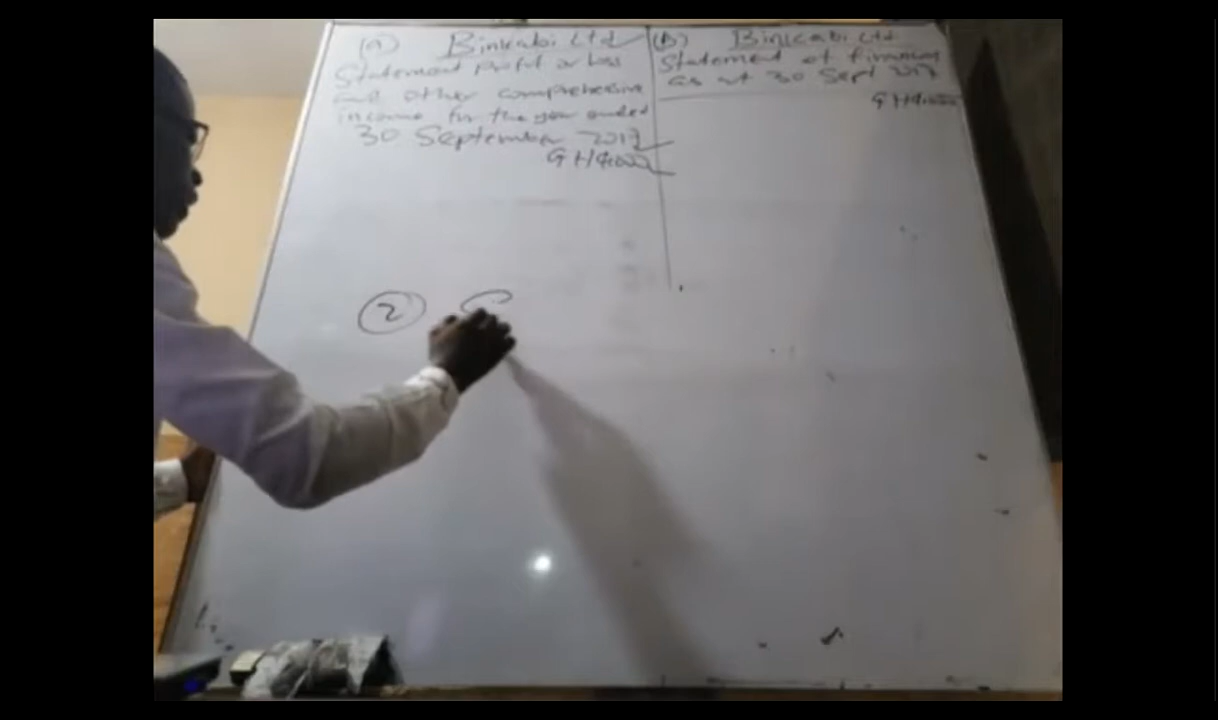 (a) Binkabi Ltd
Statement profit or loss
and other comprehensive
income for the year ended
30 September 2017
GH¢000
(b) Binkabi Ltd
Statement of financial
as at 30 Sept 2017
GH¢000
2